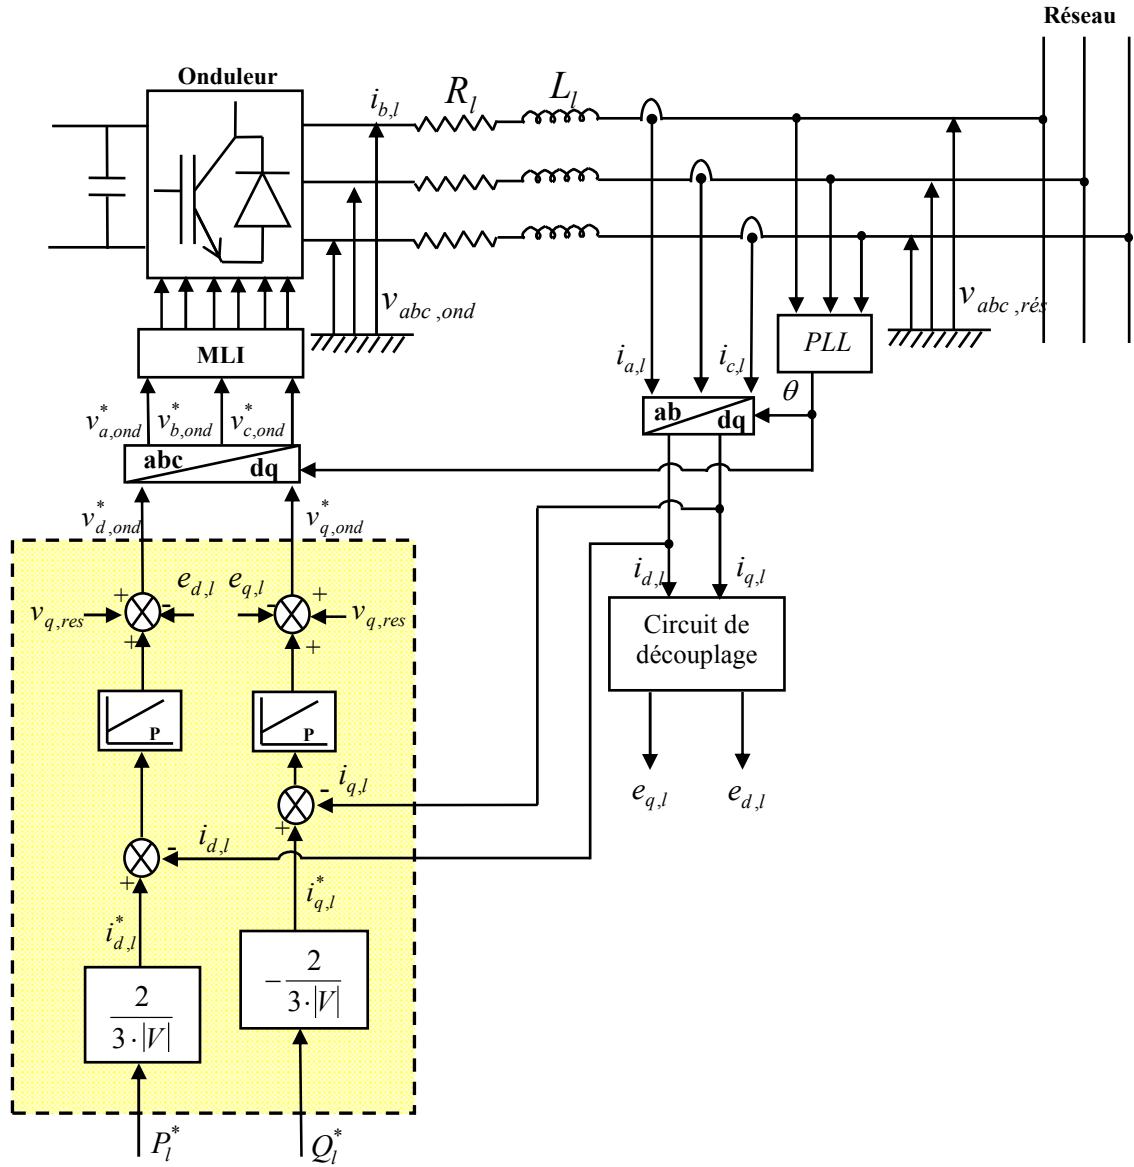 Réseau
Onduleur
i_{b,l}
R_l
L_l
v_{abc,ond}
v_{abc,rés}
MLI
PLL
i_{a,l}
i_{c,l}
θ
v^*_{a,ond}
v^*_{b,ond}
v^*_{c,ond}
ab
dq
abc
dq
v^*_{d,ond}
v^*_{q,ond}
i_{d,l}
i_{q,l}
+
-
e_{d,l}
e_{q,l}
-
+
v_{q,res}
v_{q,res}
+
+
Circuit de
découplage
P
P
i_{q,l}
-
+
e_{q,l}
e_{d,l}
i_{d,l}
-
+
i^*_{q,l}
i^*_{d,l}
2
3·|V|
- 2
3·|V|
P^*_l
Q^*_l